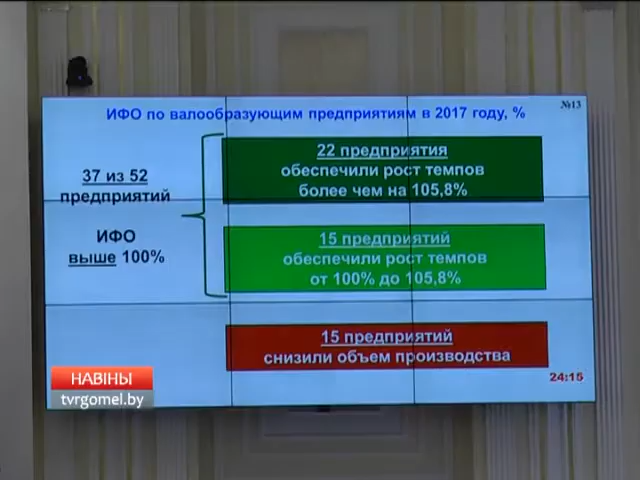 №13
ИФО по валообразующим предприятиям в 2017 году, %
37 из 52
предприятий
ИФО
выше 100%
22 предприятия
обеспечили рост темпов
более чем на 105,8%
15 предприятий
обеспечили рост темпов
от 100% до 105,8%
15 предприятий
снизили объем производства
24:15
НАВІНЫ
tvrgomel.by